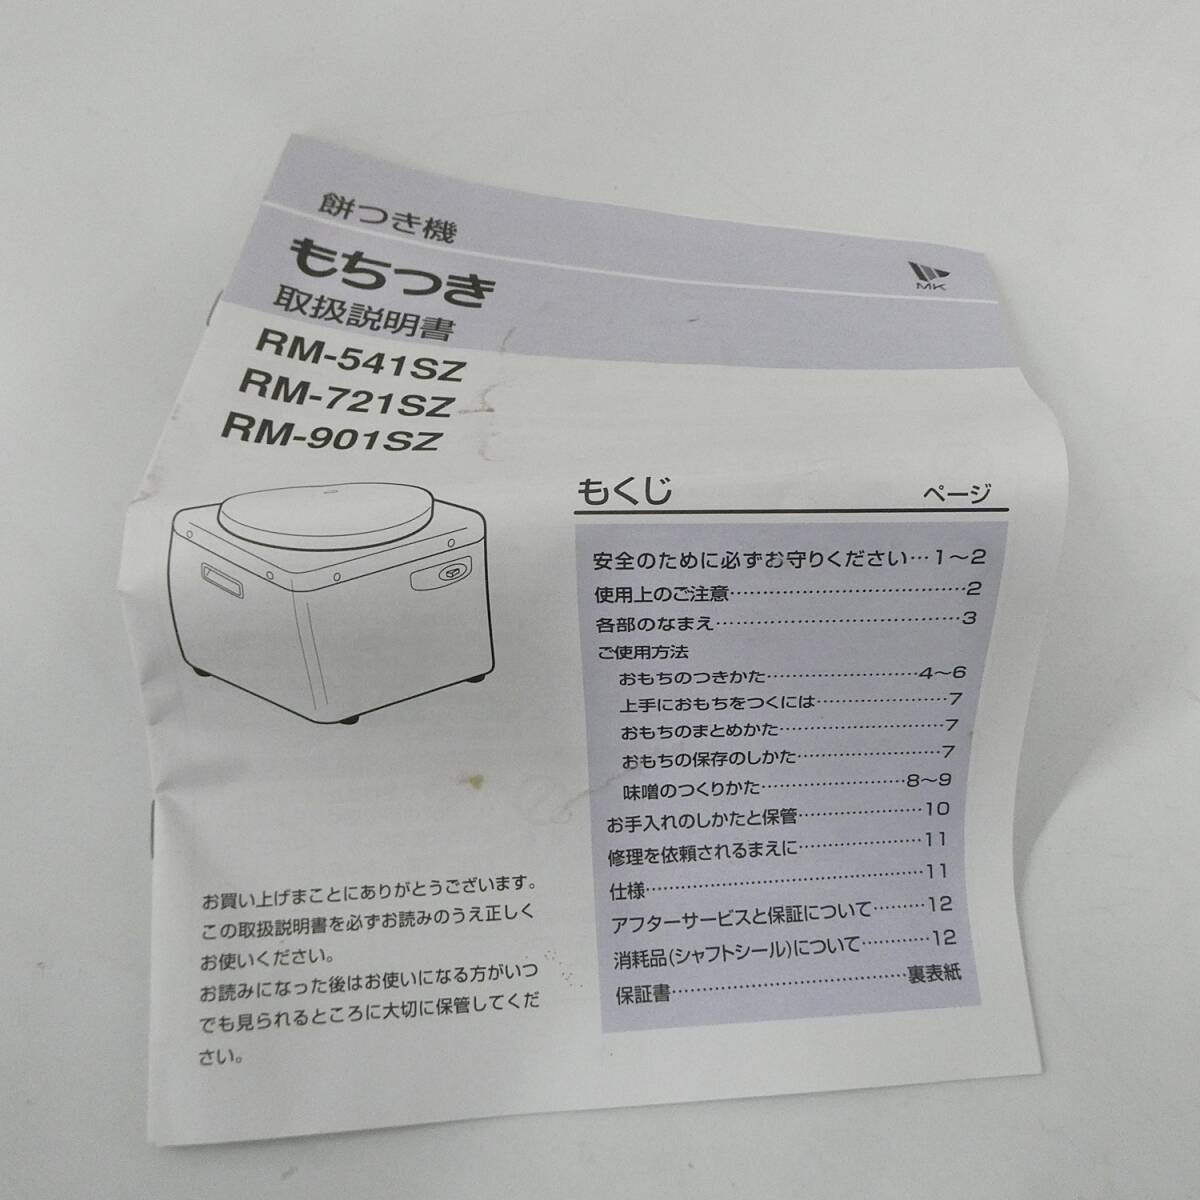 餅つき機
もちつき
取扱説明書
MK
RM-541SZ
RM-721SZ
RM-901SZ
もくじ ページ
安全のために必ずお守りください…1〜2
使用上のご注意……………………………2
各部のなまえ………………………………3
ご使用方法
おもちのつきかた……………………4〜6
上手におもちをつくには………………7
おもちのまとめかた……………………7
おもちの保存のしかた…………………7
味噌のつくりかた…………………8〜9
お手入れのしかたと保管………………10
修理を依頼されるまえに………………11
仕様………………………………………11
アフターサービスと保証について………12
消耗品(シャフトシール)について…………12
保証書……………………………裏表紙
お買い上げまことにありがとうございます。
この取扱説明書を必ずお読みのうえ正しく
お使いください。
お読みになった後はお使いになる方がいつ
でも見られるところに大切に保管してくだ
さい。